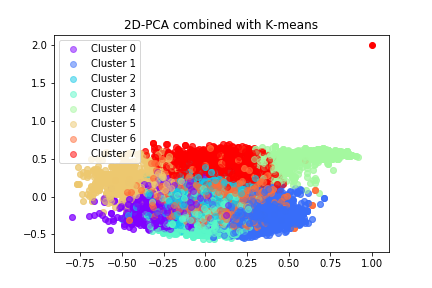 2D-PCA combined with K-means
2.0
1.5
1.0
0.5
0.0
−0.5
Cluster 0
Cluster 1
Cluster 2
Cluster 3
Cluster 4
Cluster 5
Cluster 6
Cluster 7
−0.75 −0.50 −0.25 0.00 0.25 0.50 0.75 1.00